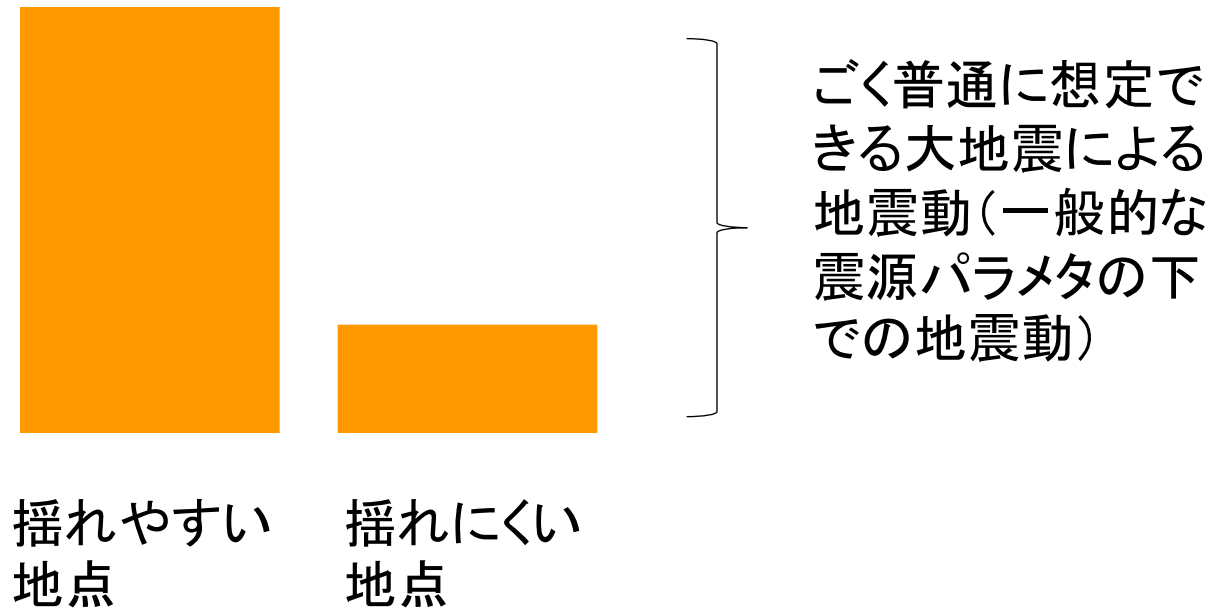 ごく普通に想定で
きる大地震による
地震動（一般的な
震源パラメタの下
での地震動）
揺れやすい
地点
揺れにくい
地点